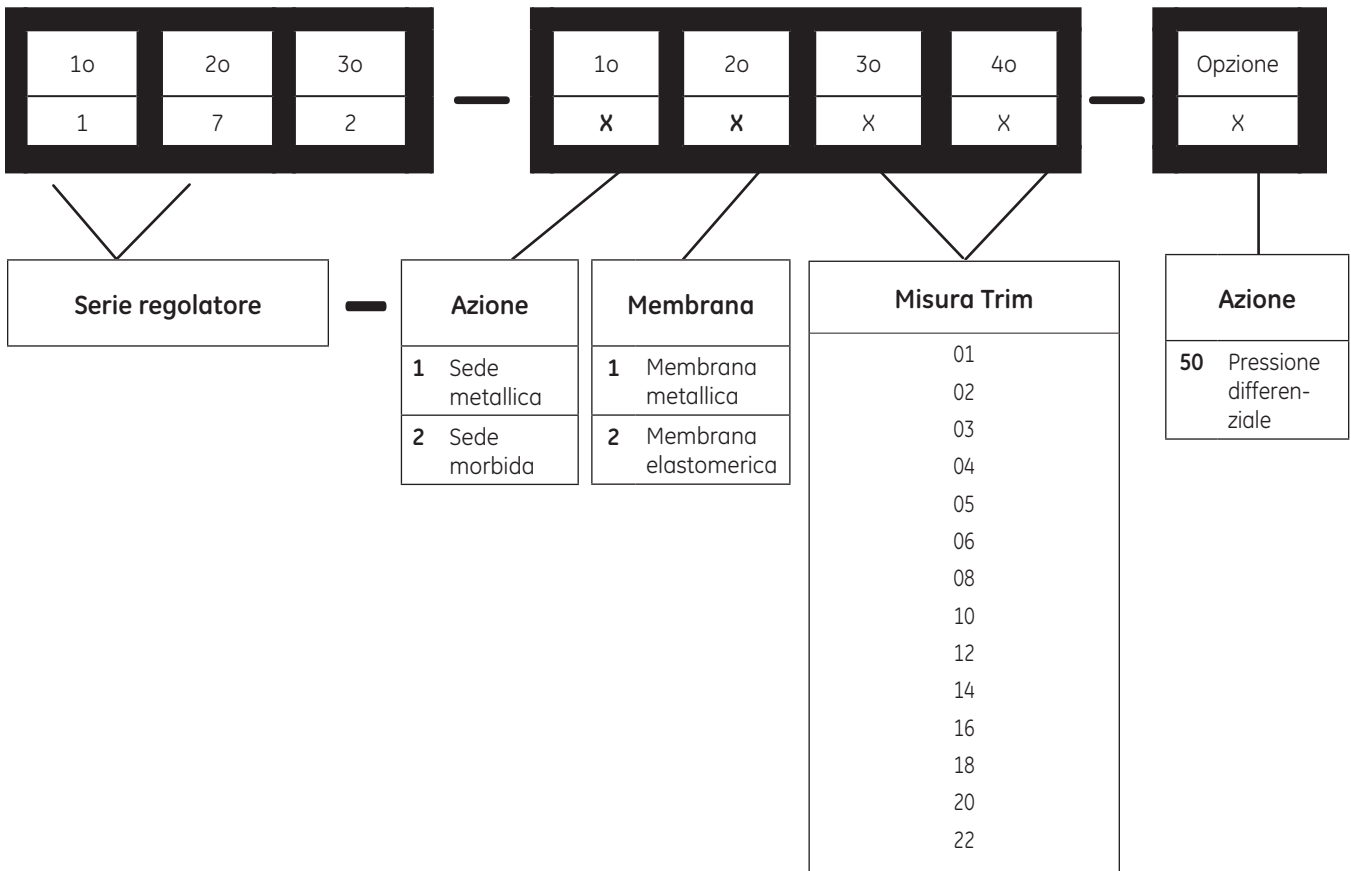 1o 2o 3o 1o 2o 3o 4o Opzione
1 7 2 X X X X X
Serie regolatore
Azione
1 Sede
metallica
2 Sede
morbida
Membrana
1 Membrana
metallica
2 Membrana
elastomerica
Misura Trim
01
02
03
04
05
06
08
10
12
14
16
18
20
22
Azione
50 Pressione
differen-
ziale